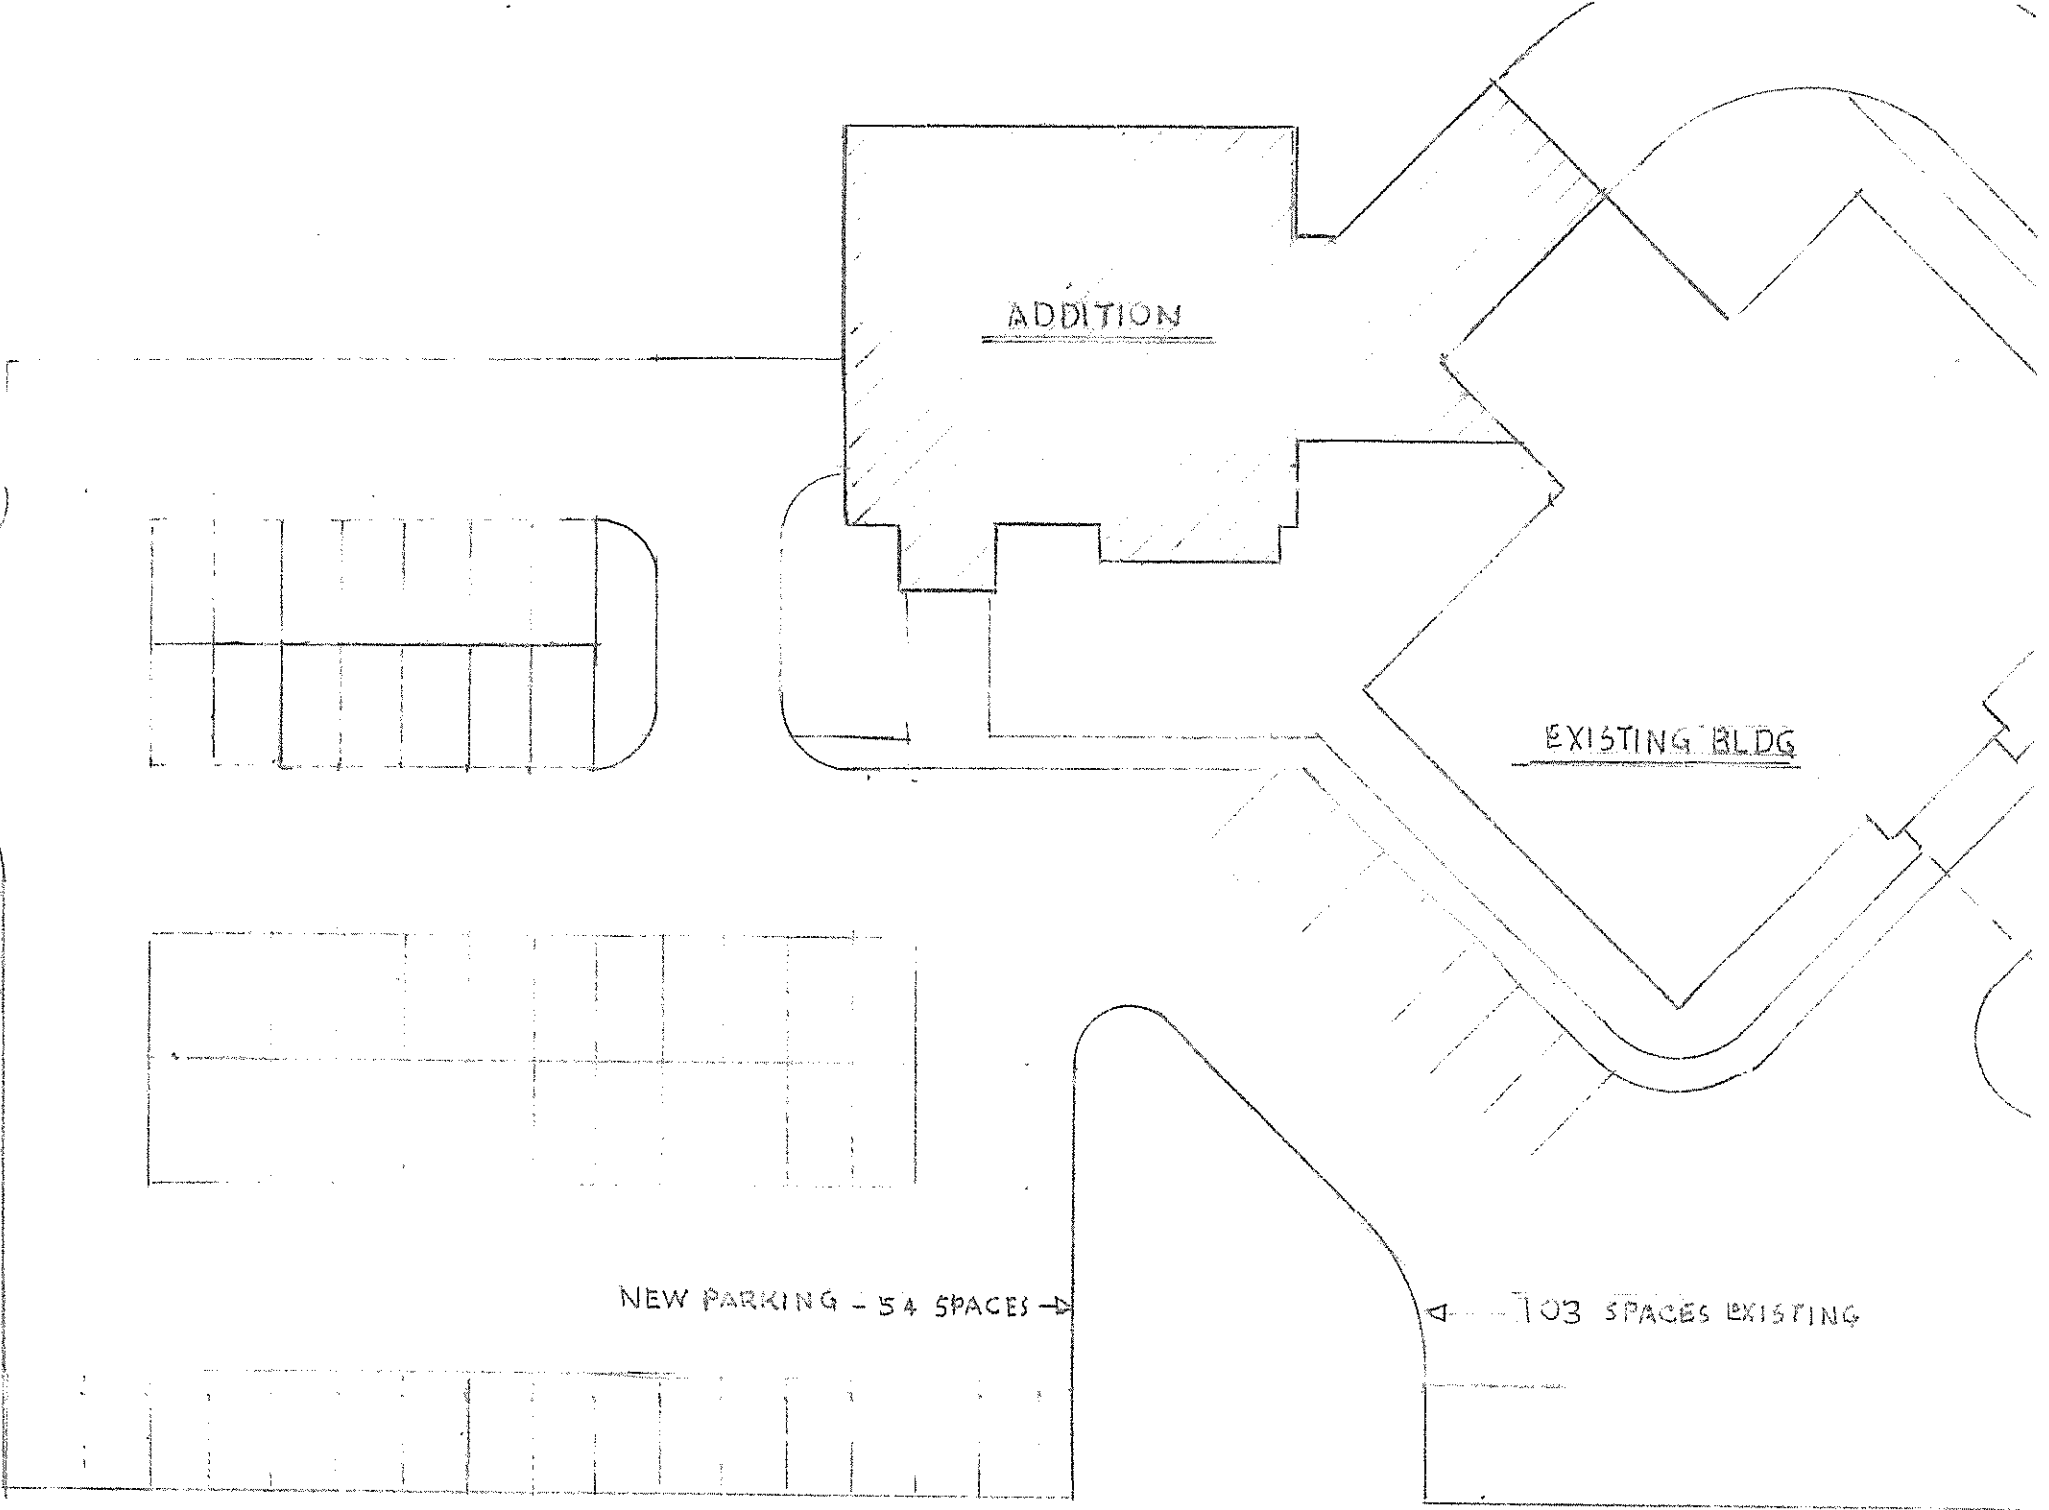 ADDITION
EXISTING BLDG
NEW PARKING - 54 SPACES
103 SPACES EXISTING